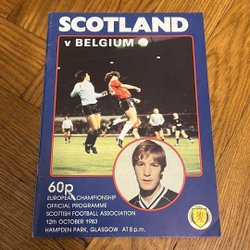 SCOTLAND
v BELGIUM
60p
EUROPEAN CHAMPIONSHIP
OFFICIAL PROGRAMME
SCOTTISH FOOTBALL ASSOCIATION
12th OCTOBER 1983
HAMPDEN PARK, GLASGOW AT 8 p.m.